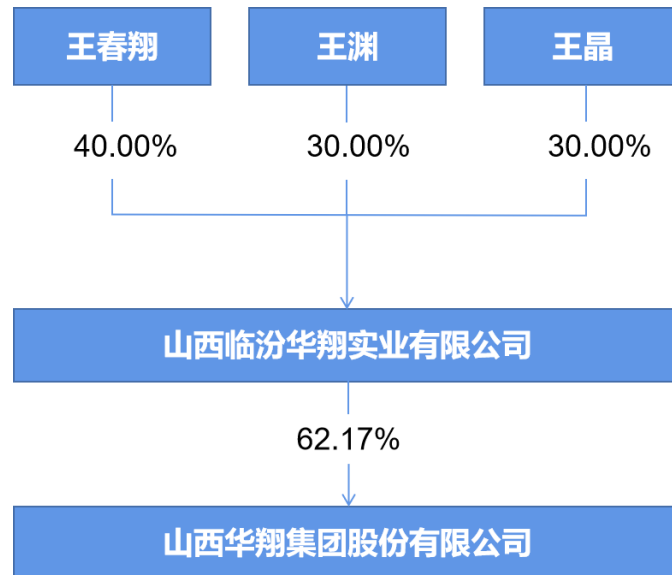 王春翔
王渊
王晶
40.00%
30.00%
30.00%
山西临汾华翔实业有限公司
62.17%
山西华翔集团股份有限公司